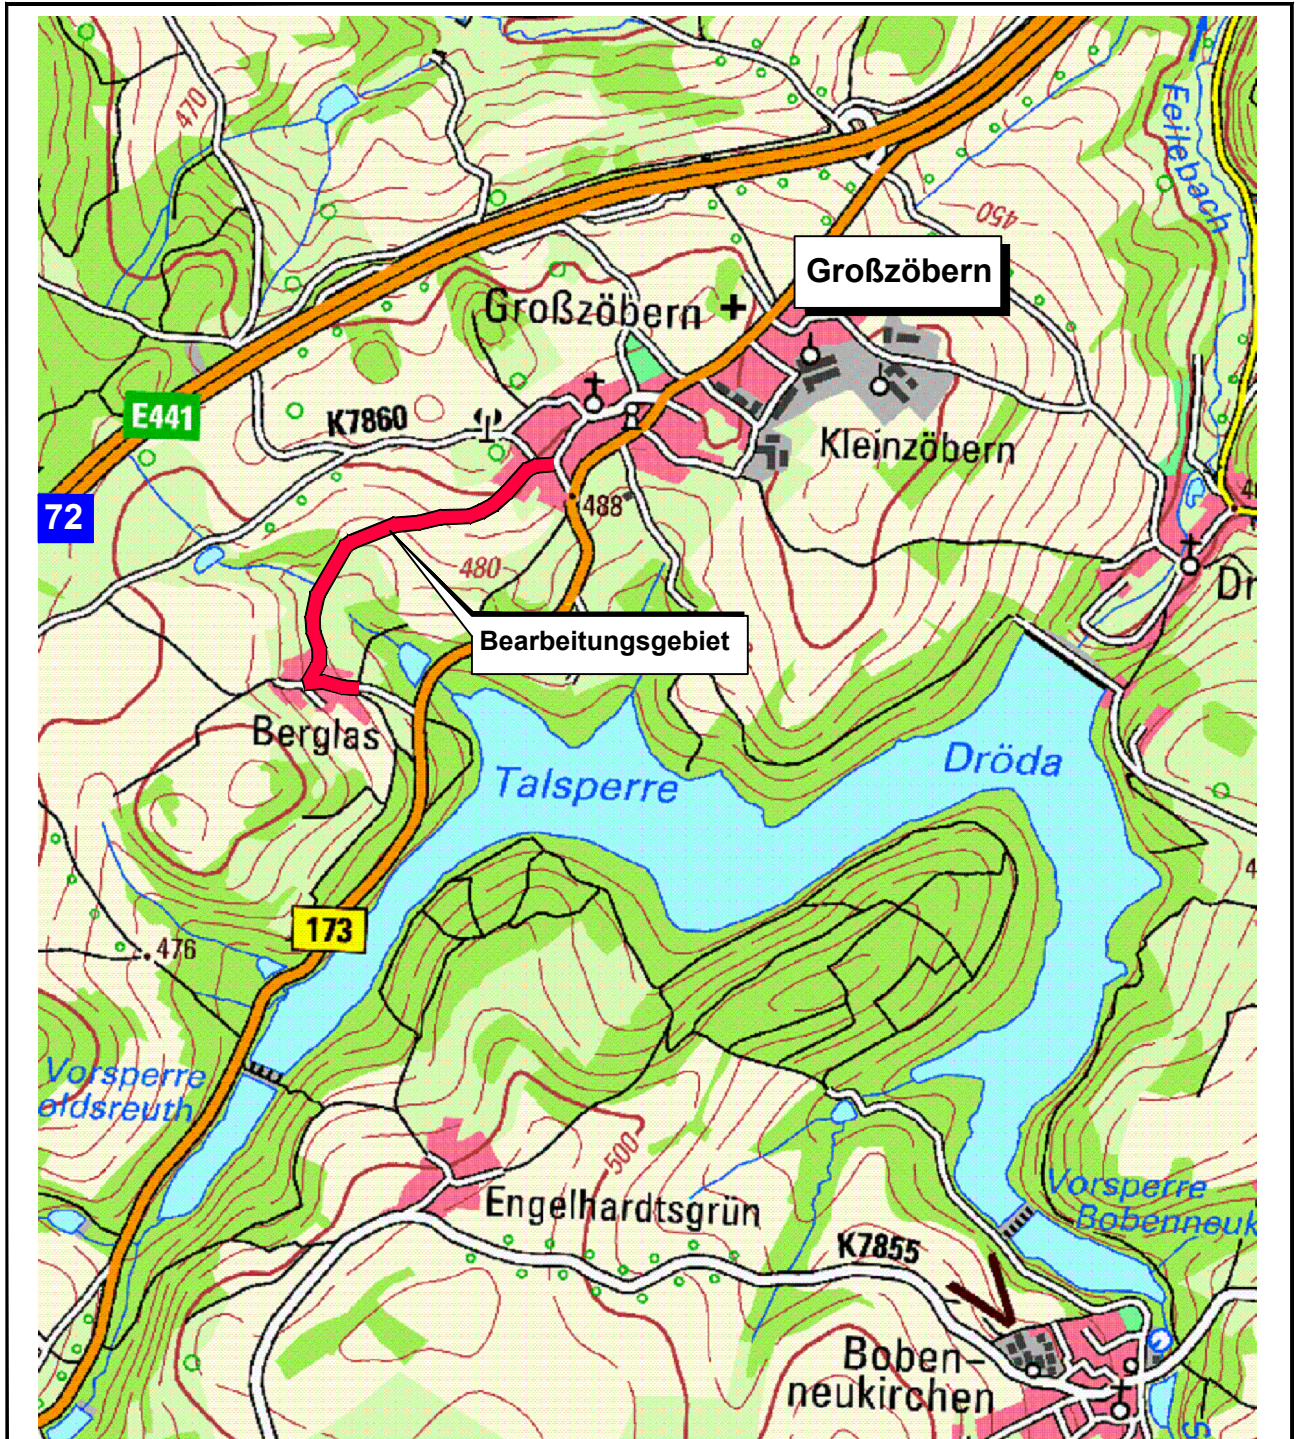 470
Feilebach
450
Großzöbern
Großzöbern
E441
K7860
Kleinzöbern
72
488
480
Dr
Bearbeitungsgebiet
Berglas
Dröda
Talsperre
173
476
Vorsperre
oldsreuth
500
Vorsperre
Bobenneuk
Engelhardtsgrün
K7855
Boben-
neukirchen